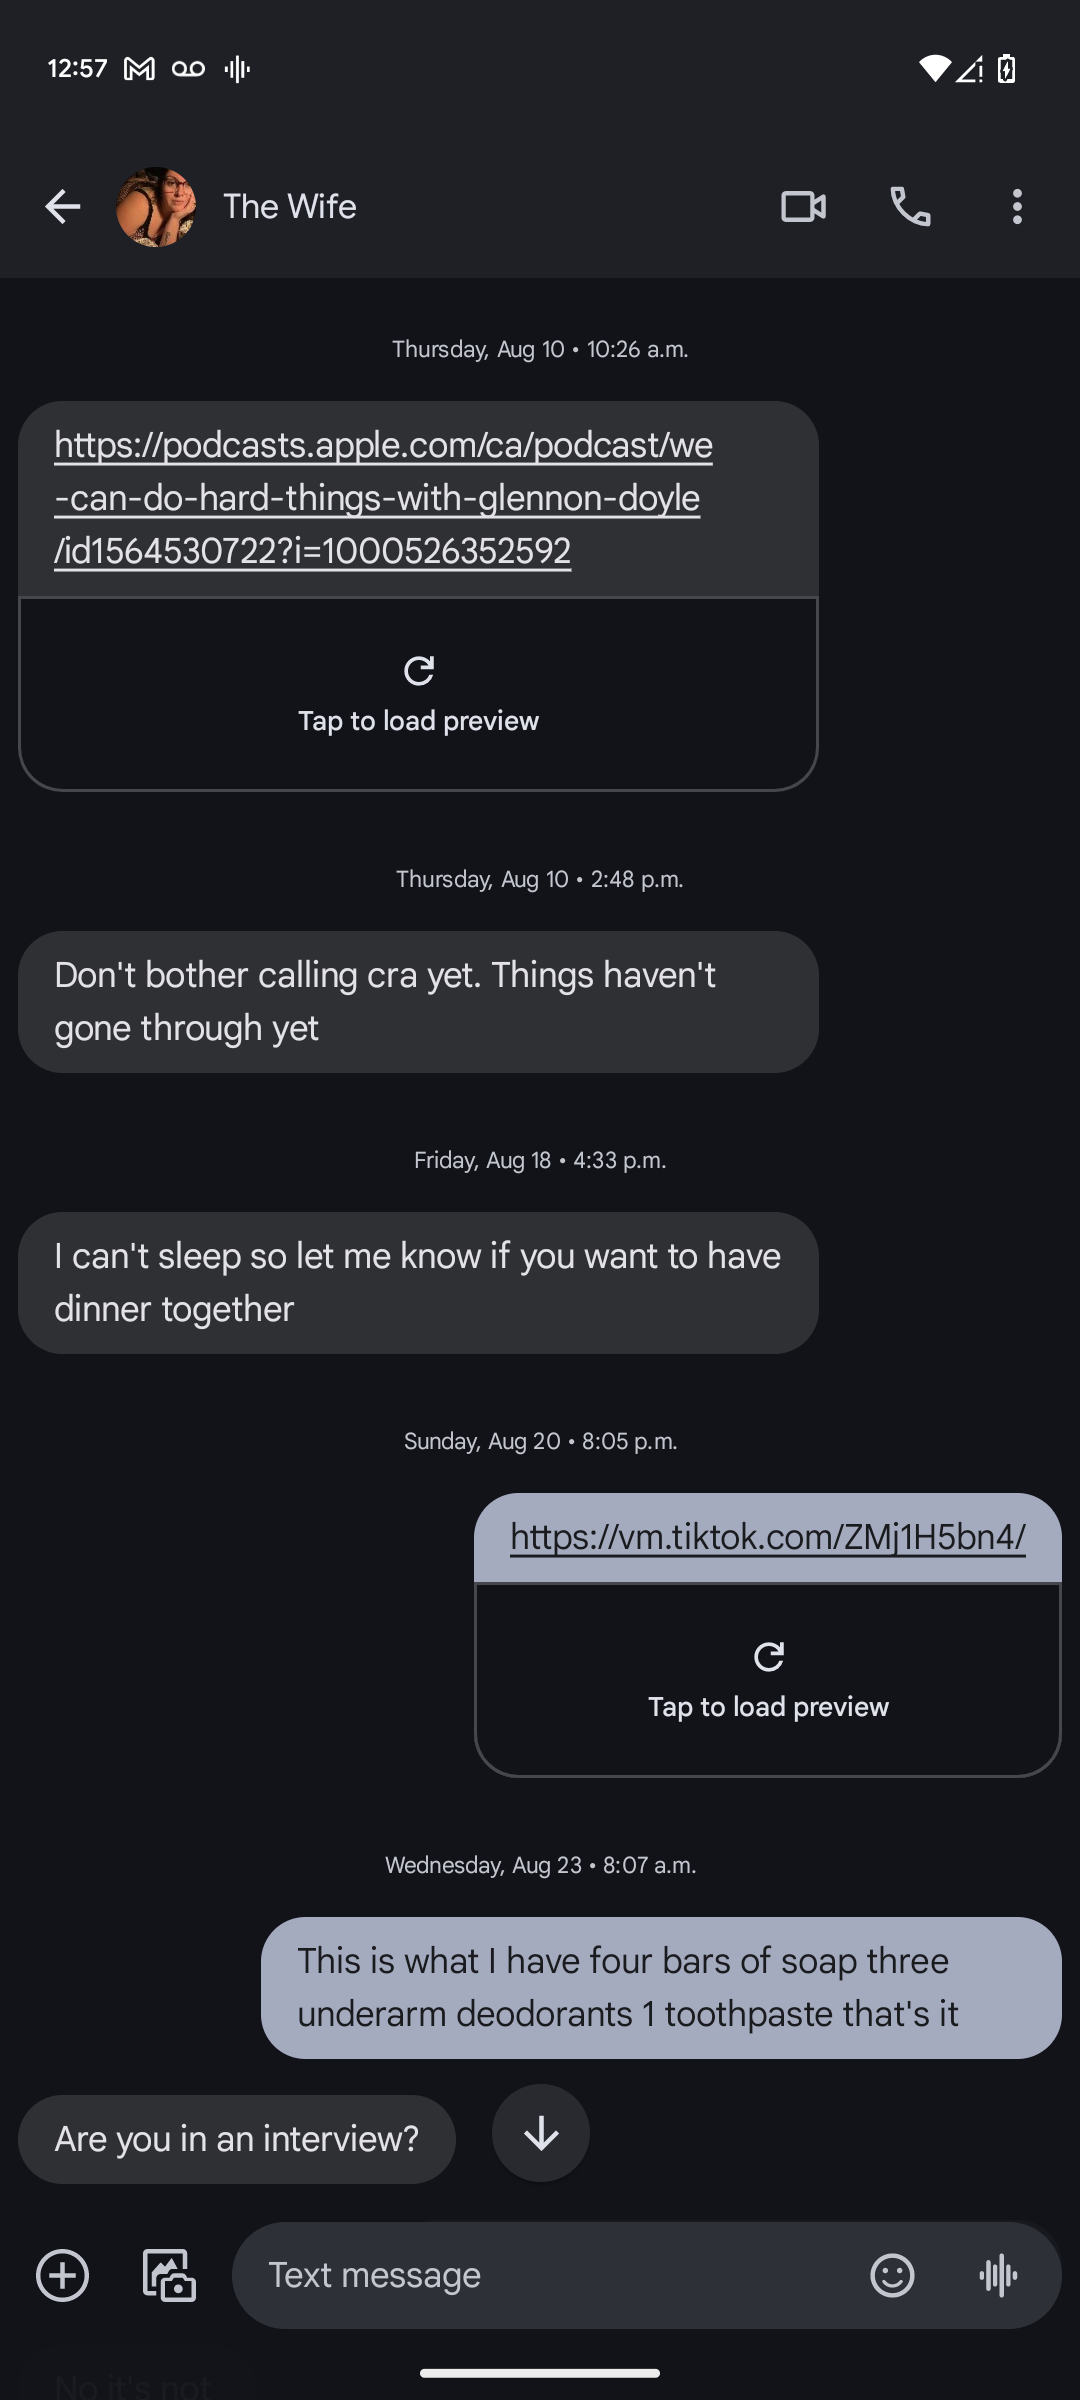 12:57
The Wife
Thursday, Aug 10 • 10:26 a.m.
https://podcasts.apple.com/ca/podcast/we
-can-do-hard-things-with-glennon-doyle
/id1564530722?i=1000526352592
Tap to load preview
Thursday, Aug 10 • 2:48 p.m.
Don't bother calling cra yet. Things haven't
gone through yet
Friday, Aug 18 • 4:33 p.m.
I can't sleep so let me know if you want to have
dinner together
Sunday, Aug 20 • 8:05 p.m.
https://vm.tiktok.com/ZMj1H5bn4/
Tap to load preview
Wednesday, Aug 23 • 8:07 a.m.
This is what I have four bars of soap three
underarm deodorants 1 toothpaste that's it
Are you in an interview?
Text message
No it's not